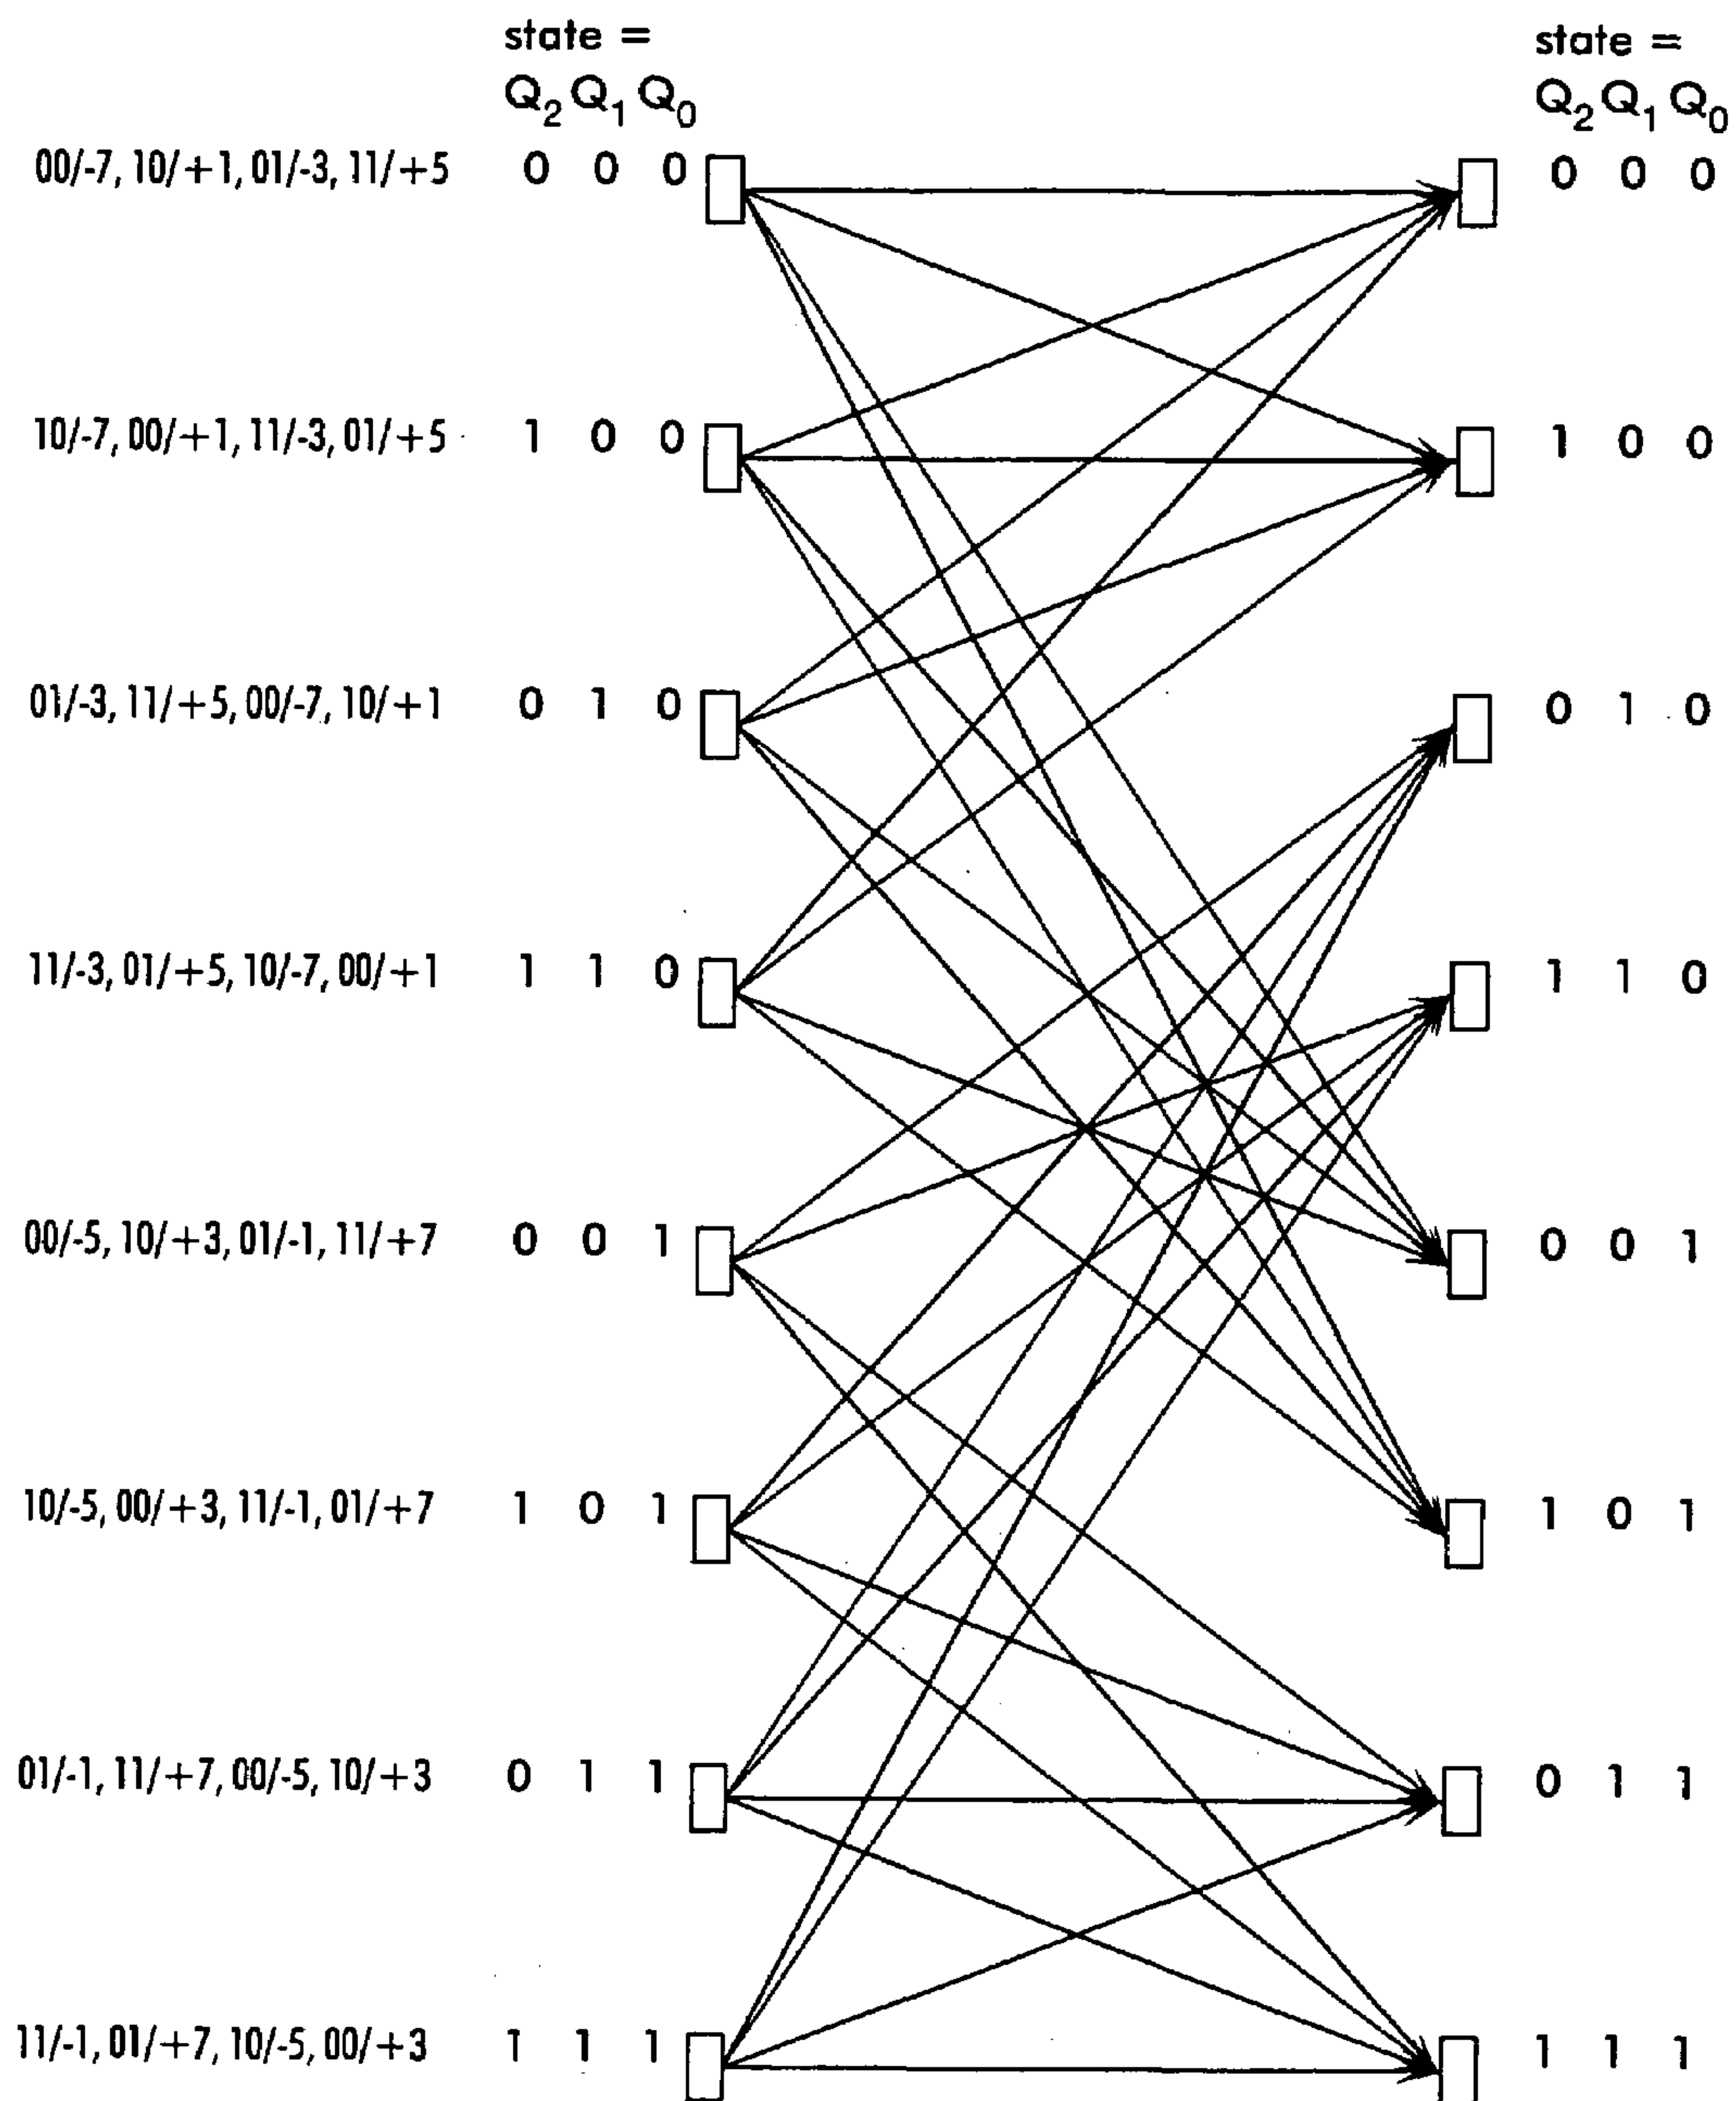 state =
Q2 Q1 Q0
state =
Q2 Q1 Q0
00/-7, 10/+1, 01/-3, 11/+5 0 0 0 0 0 0
10/-7, 00/+1, 11/-3, 01/+5 1 0 0 1 0 0
01/-3, 11/+5, 00/-7, 10/+1 0 1 0 0 1 0
11/-3, 01/+5, 10/-7, 00/+1 1 1 0 1 1 0
00/-5, 10/+3, 01/-1, 11/+7 0 0 1 0 0 1
10/-5, 00/+3, 11/-1, 01/+7 1 0 1 1 0 1
01/-1, 11/+7, 00/-5, 10/+3 0 1 1 0 1 1
11/-1, 01/+7, 10/-5, 00/+3 1 1 1 1 1 1